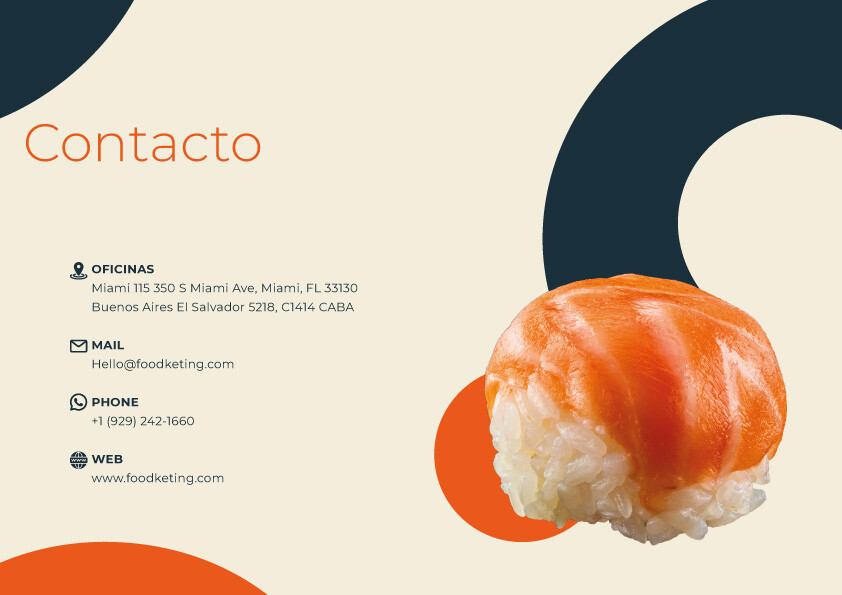 Contacto
OFICINAS
Miami 115 350 S Miami Ave, Miami, FL 33130
Buenos Aires El Salvador 5218, C1414 CABA
MAIL
Hello@foodketing.com
PHONE
+1 (929) 242-1660
WEB
www.foodketing.com